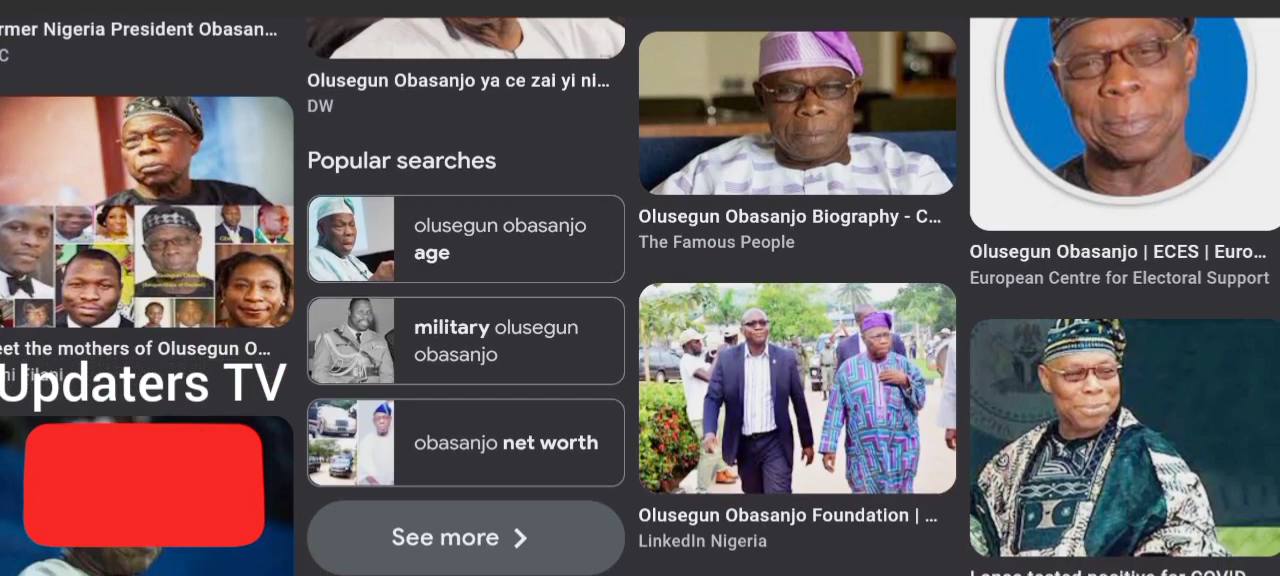 rmer Nigeria President Obasan...
C
eet the mothers of Olusegun O...
ni Filani
Updaters TV
Olusegun Obasanjo ya ce zai yi ni...
DW
Popular searches
olusegun obasanjo
age
military olusegun
obasanjo
obasanjo net worth
See more
Olusegun Obasanjo Biography - C...
The Famous People
Olusegun Obasanjo Foundation | ...
LinkedIn Nigeria
Olusegun Obasanjo | ECES | Euro...
European Centre for Electoral Support